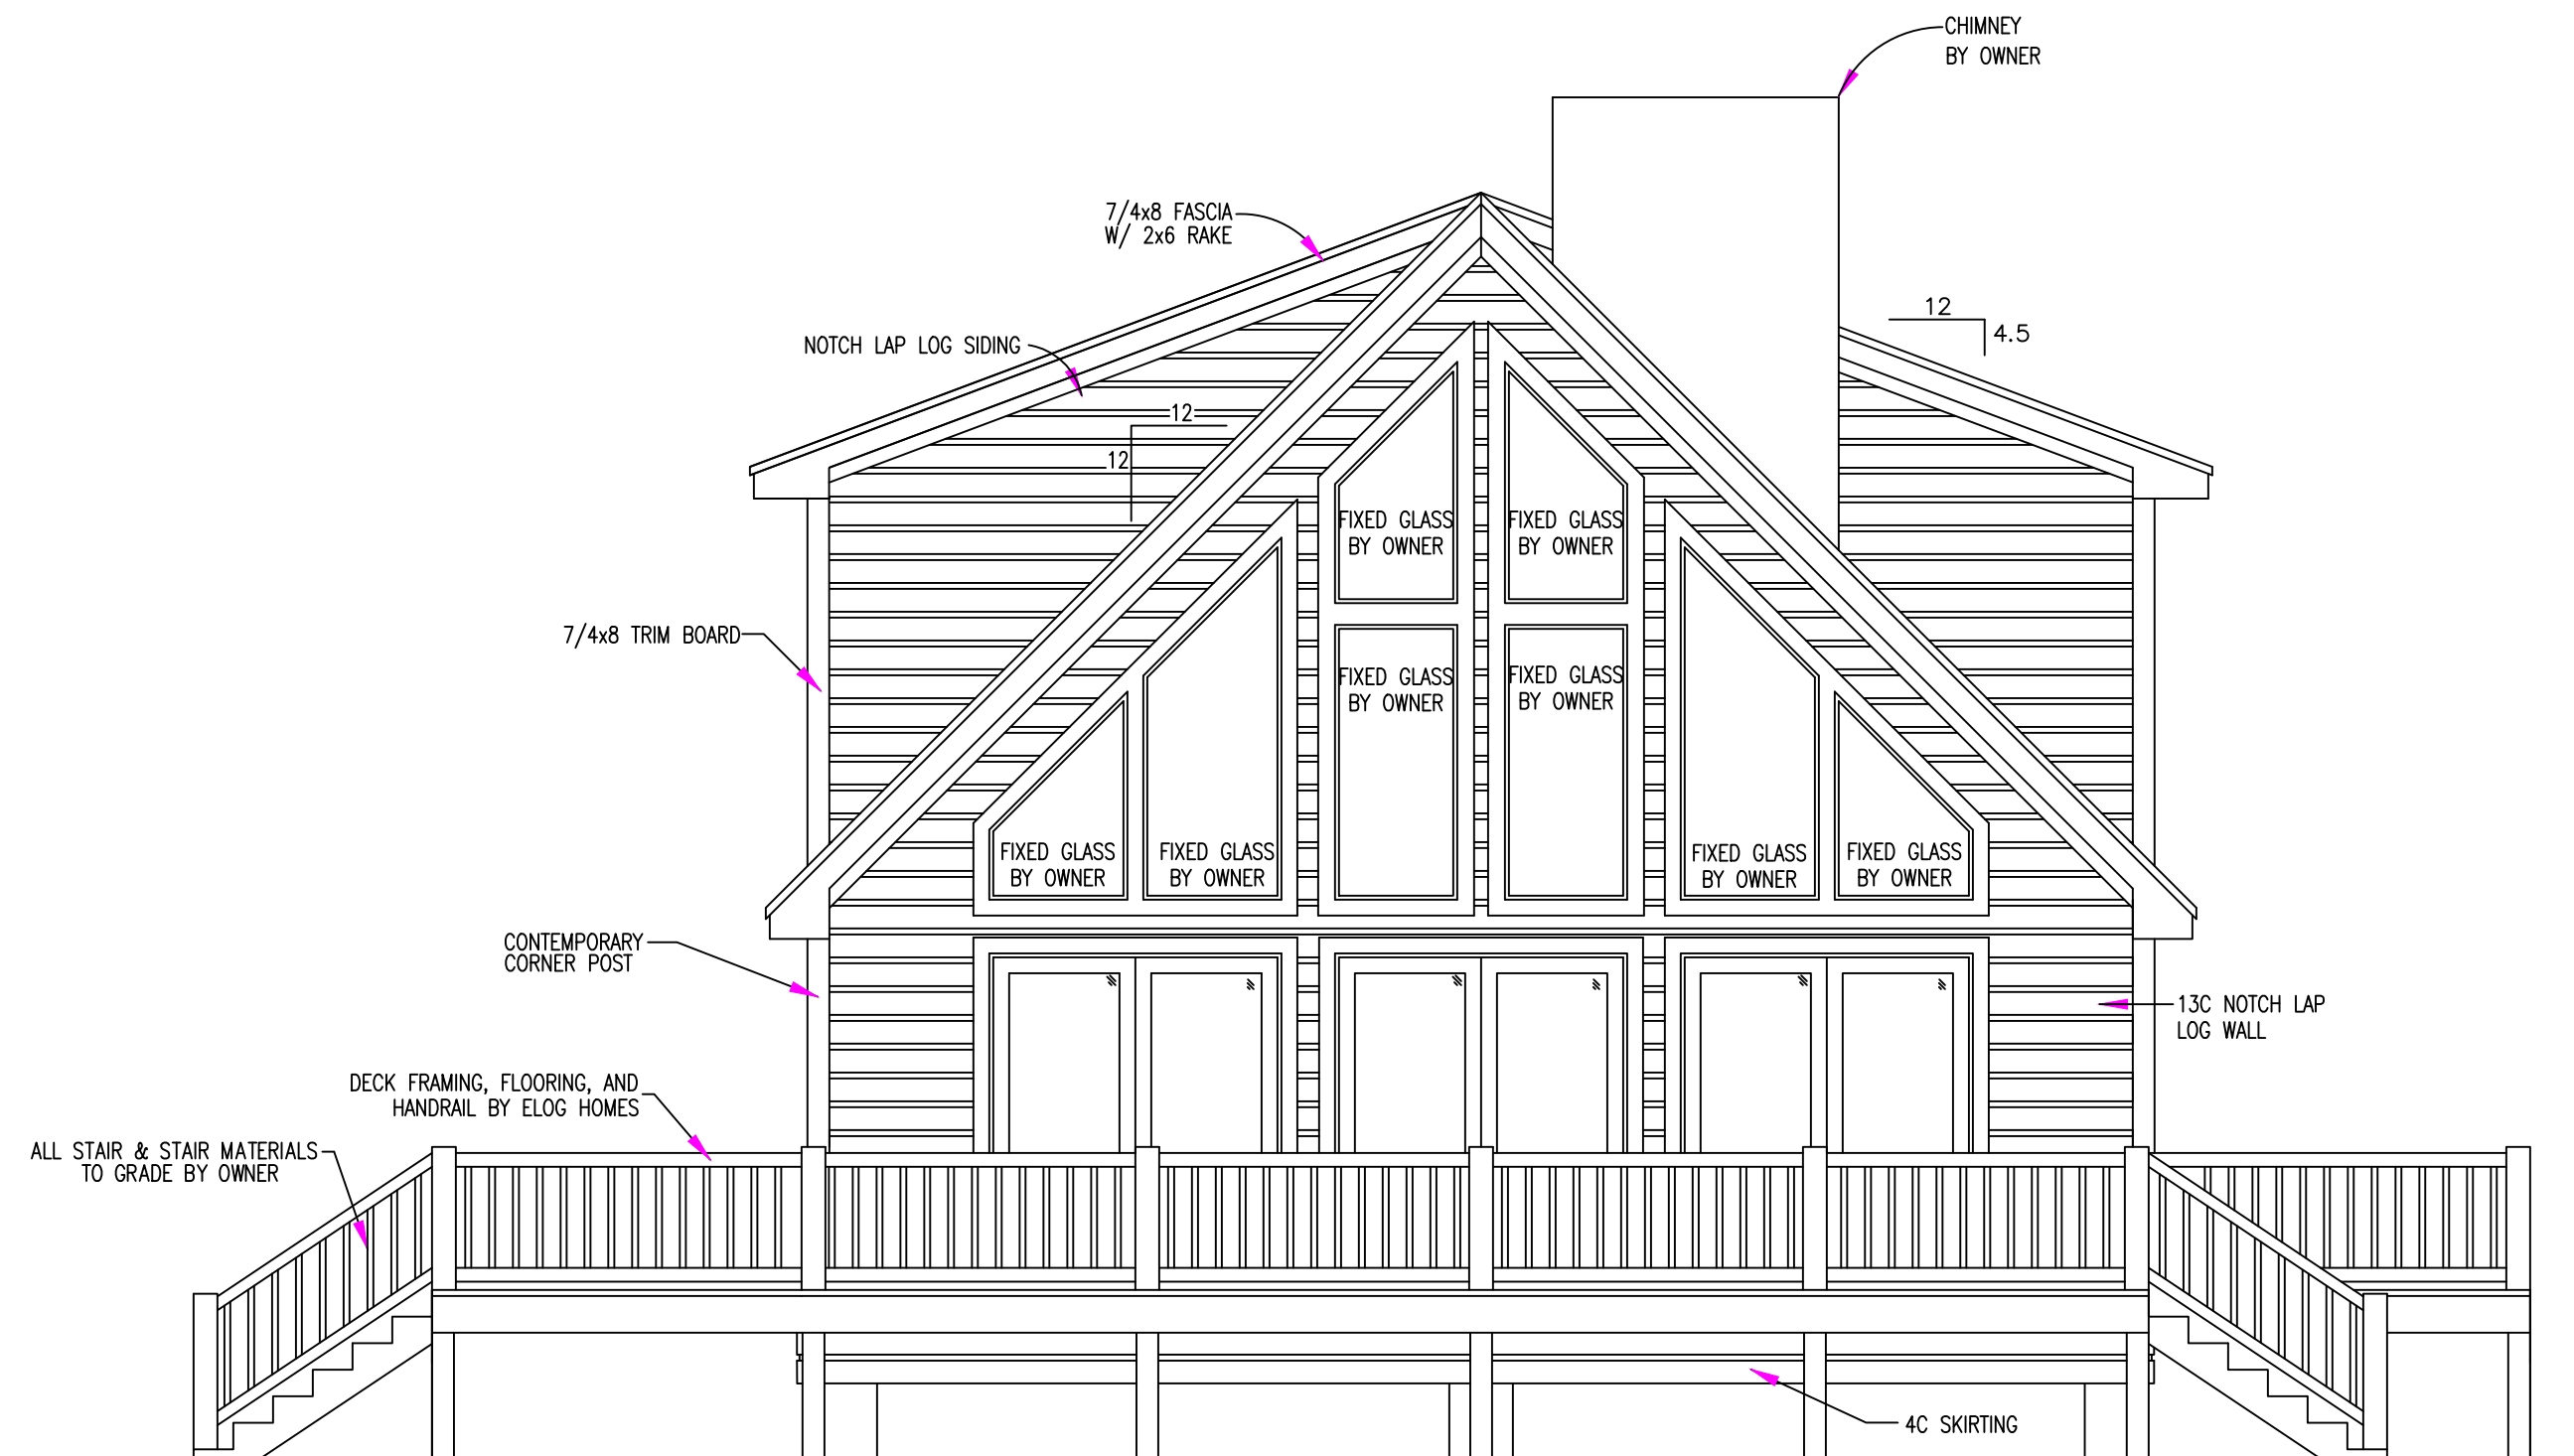 CHIMNEY
BY OWNER
7/4x8 FASCIA
W/ 2x6 RAKE
12
4.5
NOTCH LAP LOG SIDING
12
12
FIXED GLASS
BY OWNER
FIXED GLASS
BY OWNER
7/4x8 TRIM BOARD
FIXED GLASS
BY OWNER
FIXED GLASS
BY OWNER
FIXED GLASS
BY OWNER
FIXED GLASS
BY OWNER
FIXED GLASS
BY OWNER
FIXED GLASS
BY OWNER
CONTEMPORARY
CORNER POST
13C NOTCH LAP
LOG WALL
DECK FRAMING, FLOORING, AND
HANDRAIL BY ELOG HOMES
ALL STAIR & STAIR MATERIALS
TO GRADE BY OWNER
4C SKIRTING